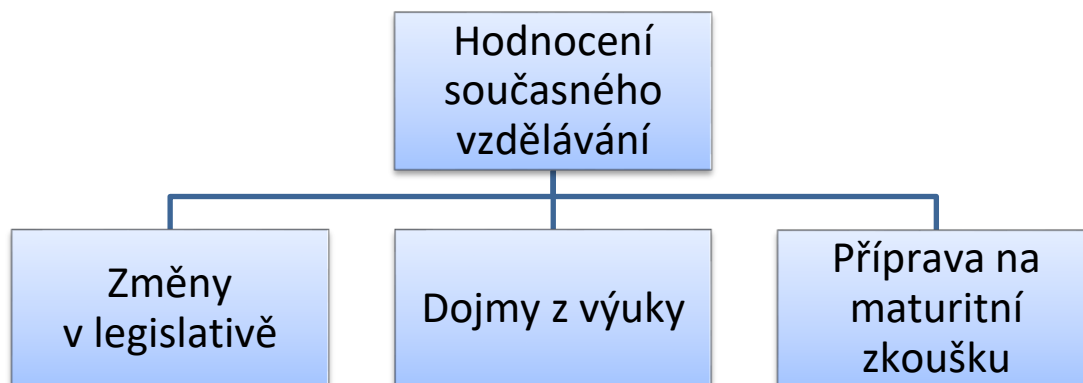 Hodnocení
současného
vzdělávání
Změny
v legislativě
Dojmy z výuky
Příprava na
maturitní
zkoušku